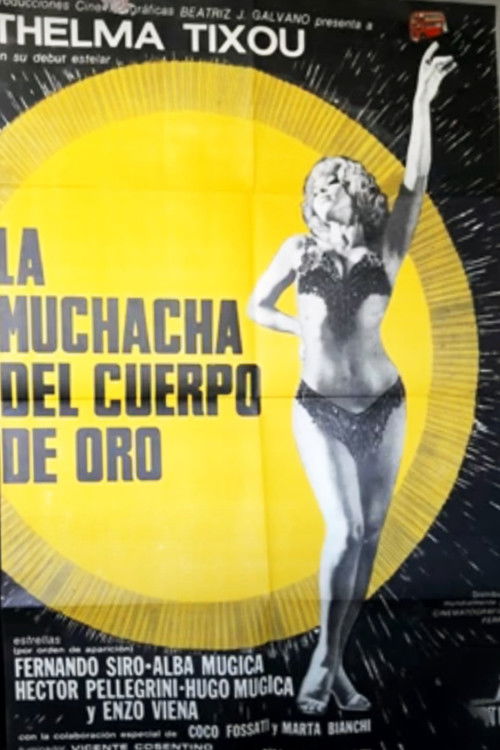 Producciones Cinematográficas BEATRIZ J. GALVANO presenta a
THELMA TIXOU
en su debut estelar
LA
MUCHACHA
DEL CUERPO
DE ORO
estrellas
(por orden de aparición)
FERNANDO SIRO·ALBA MUGICA
HECTOR PELLEGRINI·HUGO MUGICA
y ENZO VIENA
con la colaboración especial de COCO FOSSATI y MARTA BIANCHI
VICENTE COSENTINO